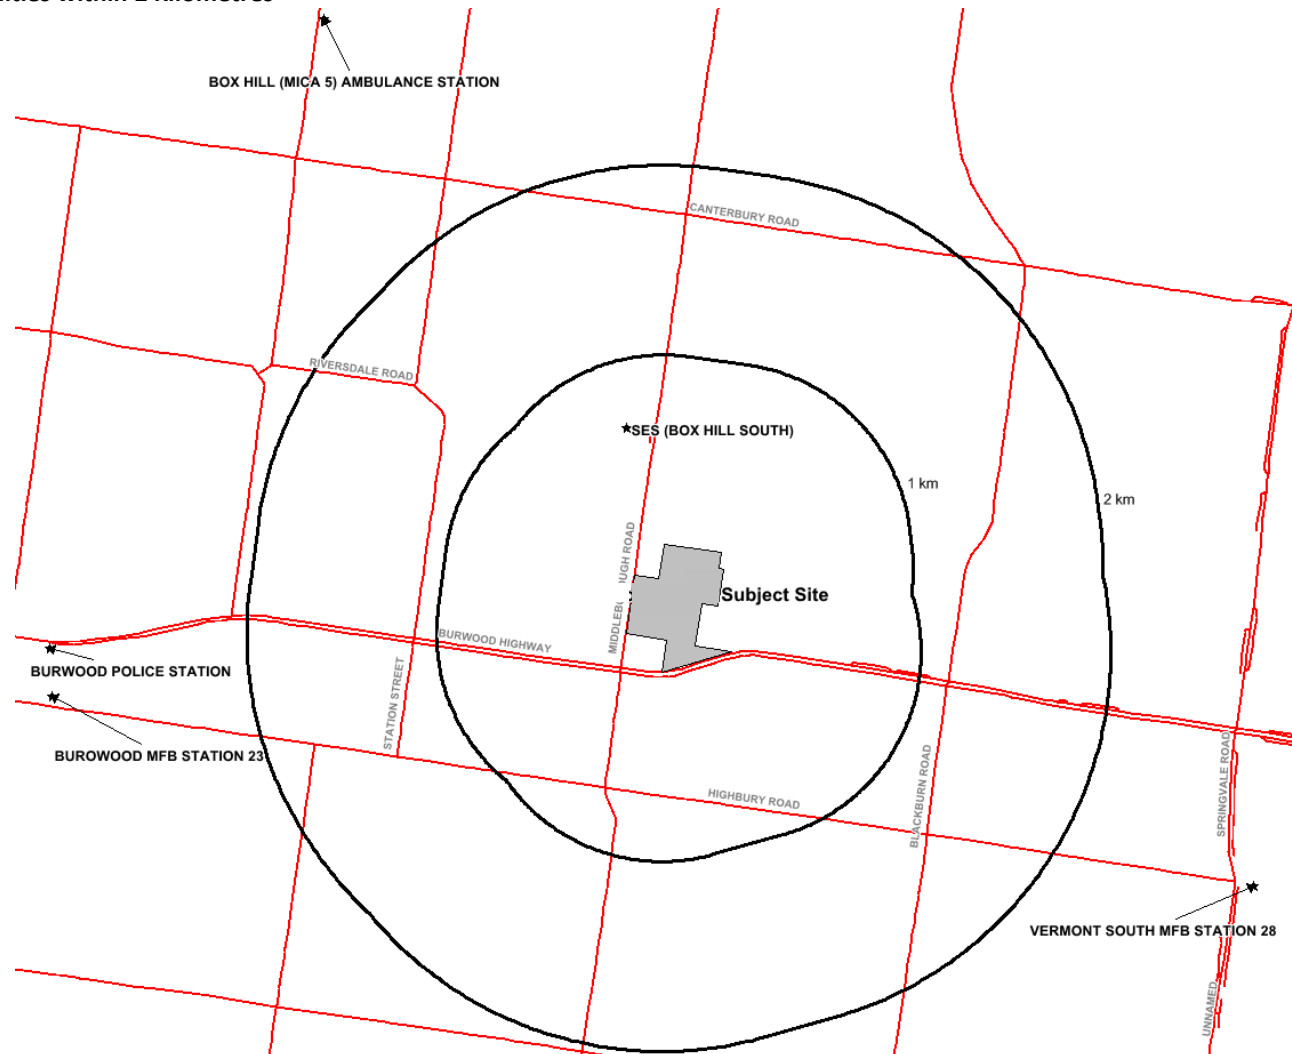 BOX HILL (MICA 5) AMBULANCE STATION
CANTERBURY ROAD
RIVERSDALE ROAD
SES (BOX HILL SOUTH)
1 km
2 km
Subject Site
BURWOOD HIGHWAY
BURWOOD POLICE STATION
STATION STREET
BUROWOOD MFB STATION 23
HIGHBURY ROAD
BLACKBURN ROAD
SPRINGVALE ROAD
VERMONT SOUTH MFB STATION 28
UNNAMED